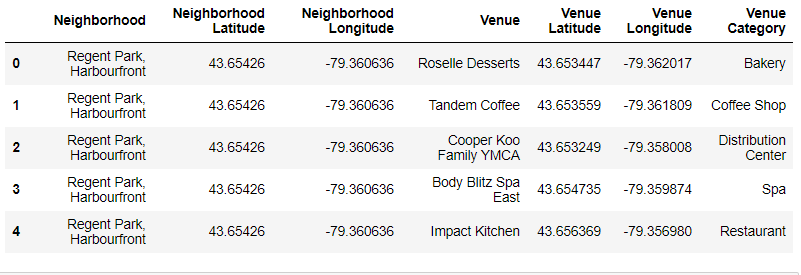 Neighborhood Neighborhood Latitude Neighborhood Longitude Venue Venue Latitude Venue Longitude Venue Category
0 Regent Park, Harbourfront 43.65426 -79.360636 Roselle Desserts 43.653447 -79.362017 Bakery
1 Regent Park, Harbourfront 43.65426 -79.360636 Tandem Coffee 43.653559 -79.361809 Coffee Shop
2 Regent Park, Harbourfront 43.65426 -79.360636 Cooper Koo Family YMCA 43.653249 -79.358008 Distribution Center
3 Regent Park, Harbourfront 43.65426 -79.360636 Body Blitz Spa East 43.654735 -79.359874 Spa
4 Regent Park, Harbourfront 43.65426 -79.360636 Impact Kitchen 43.656369 -79.356980 Restaurant